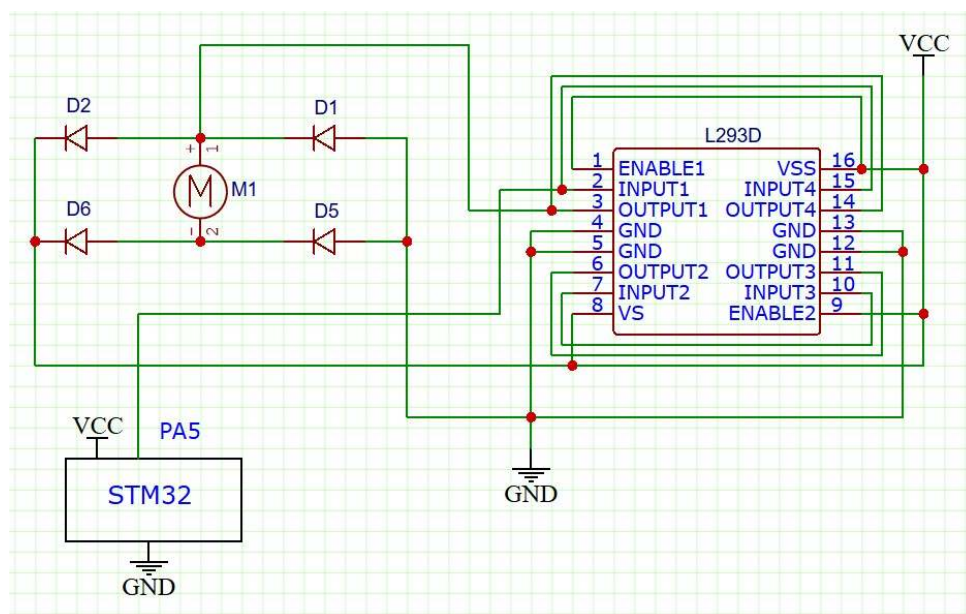 VCC
D2
D1
L293D
+ 1
M M1
- 2
D6
D5
1 ENABLE1 VSS 16
2 INPUT1 INPUT4 15
3 OUTPUT1 OUTPUT4 14
4 GND GND 13
5 GND GND 12
6 OUTPUT2 OUTPUT3 11
7 INPUT2 INPUT3 10
8 VS ENABLE2 9
VCC PA5
STM32
GND
GND